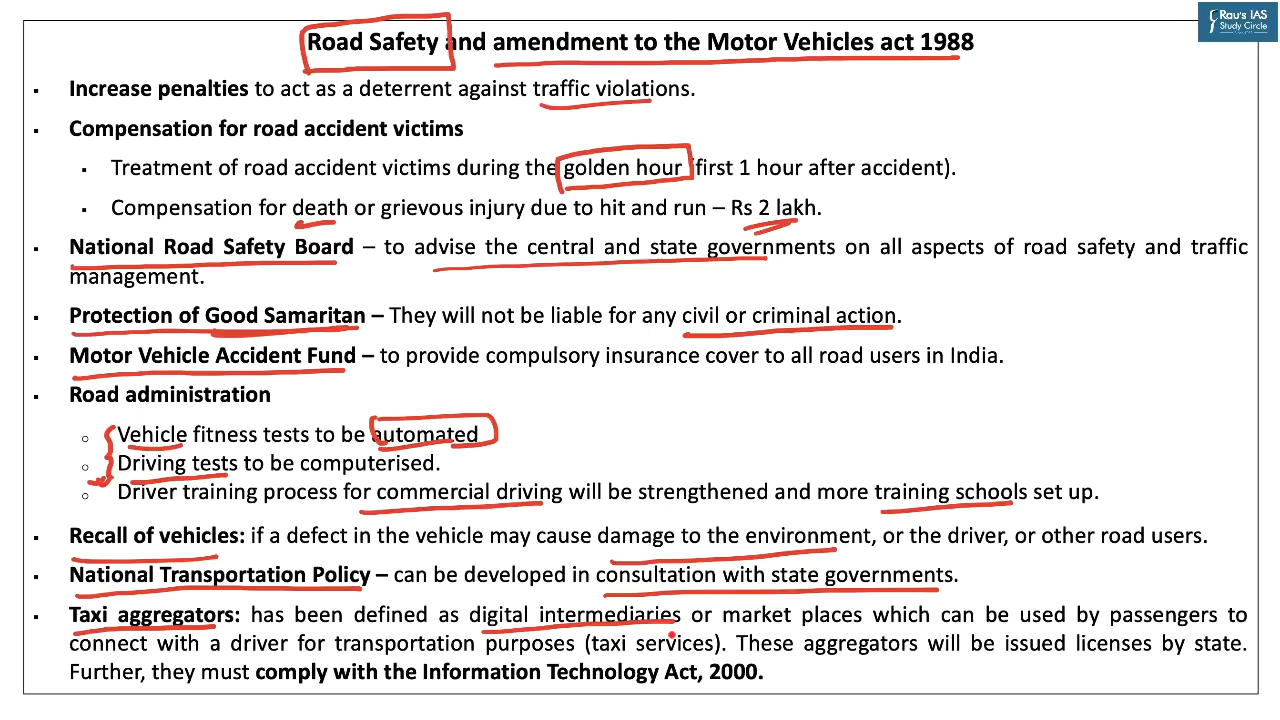 Rau's IAS
Study Circle
Road Safety and amendment to the Motor Vehicles act 1988
▪ Increase penalties to act as a deterrent against traffic violations.
▪ Compensation for road accident victims
▪ Treatment of road accident victims during the golden hour (first 1 hour after accident).
▪ Compensation for death or grievous injury due to hit and run – Rs 2 lakh.
▪ National Road Safety Board – to advise the central and state governments on all aspects of road safety and traffic
management.
▪ Protection of Good Samaritan – They will not be liable for any civil or criminal action.
▪ Motor Vehicle Accident Fund – to provide compulsory insurance cover to all road users in India.
▪ Road administration
○ Vehicle fitness tests to be automated
○ Driving tests to be computerised.
○ Driver training process for commercial driving will be strengthened and more training schools set up.
▪ Recall of vehicles: if a defect in the vehicle may cause damage to the environment, or the driver, or other road users.
▪ National Transportation Policy – can be developed in consultation with state governments.
▪ Taxi aggregators: has been defined as digital intermediaries or market places which can be used by passengers to
connect with a driver for transportation purposes (taxi services). These aggregators will be issued licenses by state.
Further, they must comply with the Information Technology Act, 2000.